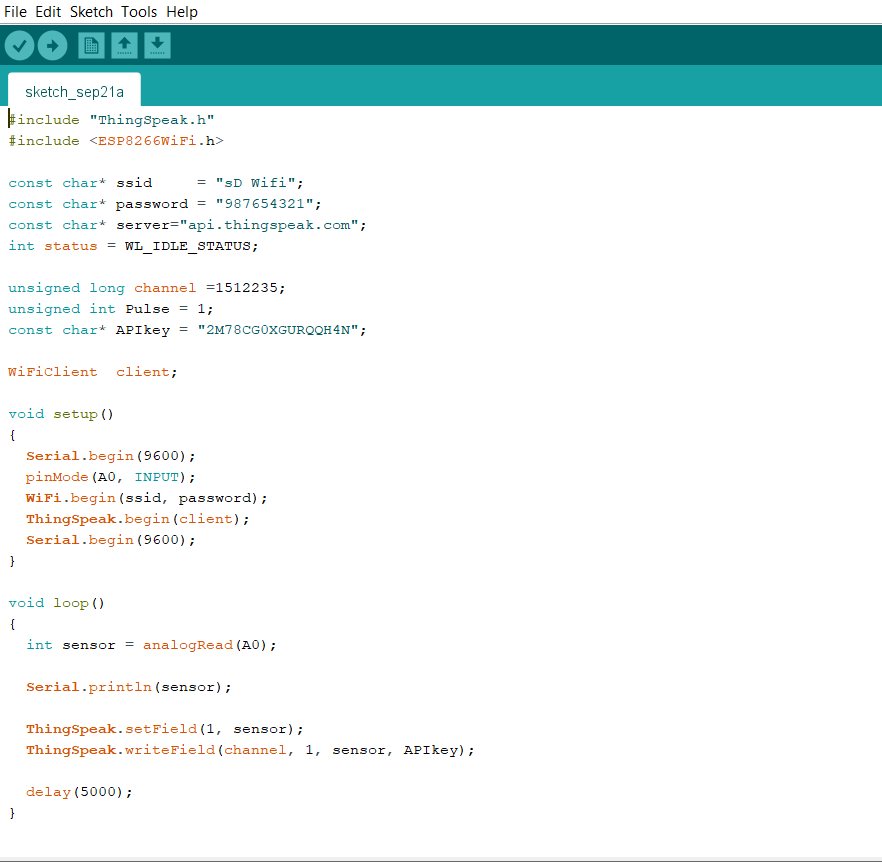 File Edit Sketch Tools Help
sketch_sep21a
#include "ThingSpeak.h"
#include <ESP8266WiFi.h>
const char* ssid     = "sD Wifi";
const char* password = "987654321";
const char* server="api.thingspeak.com";
int status = WL_IDLE_STATUS;
unsigned long channel =1512235;
unsigned int Pulse = 1;
const char* APIkey = "2M78CG0XGURQQH4N";
WiFiClient  client;
void setup()
{
  Serial.begin(9600);
  pinMode(A0, INPUT);
  WiFi.begin(ssid, password);
  ThingSpeak.begin(client);
  Serial.begin(9600);
}
void loop()
{
  int sensor = analogRead(A0);
  Serial.println(sensor);
  ThingSpeak.setField(1, sensor);
  ThingSpeak.writeField(channel, 1, sensor, APIkey);
  delay(5000);
}